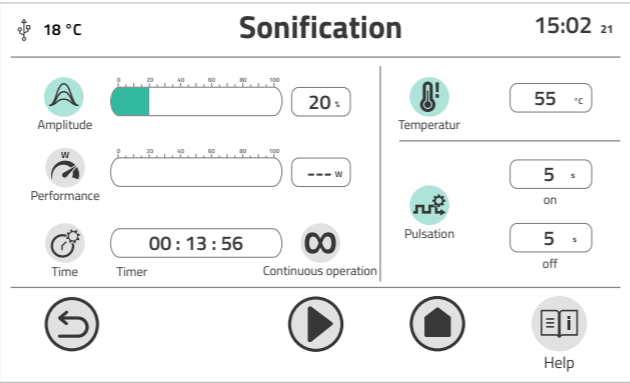 18 °C
Sonification
15:02 21
0 20 40 60 80 100
20 %
Amplitude
Temperatur
55 °C
W
0 20 40 60 80 100
--- W
Performance
5 s
on
Pulsation
5 s
off
00 : 13 : 56
Time
Timer
Continuous operation
i
Help